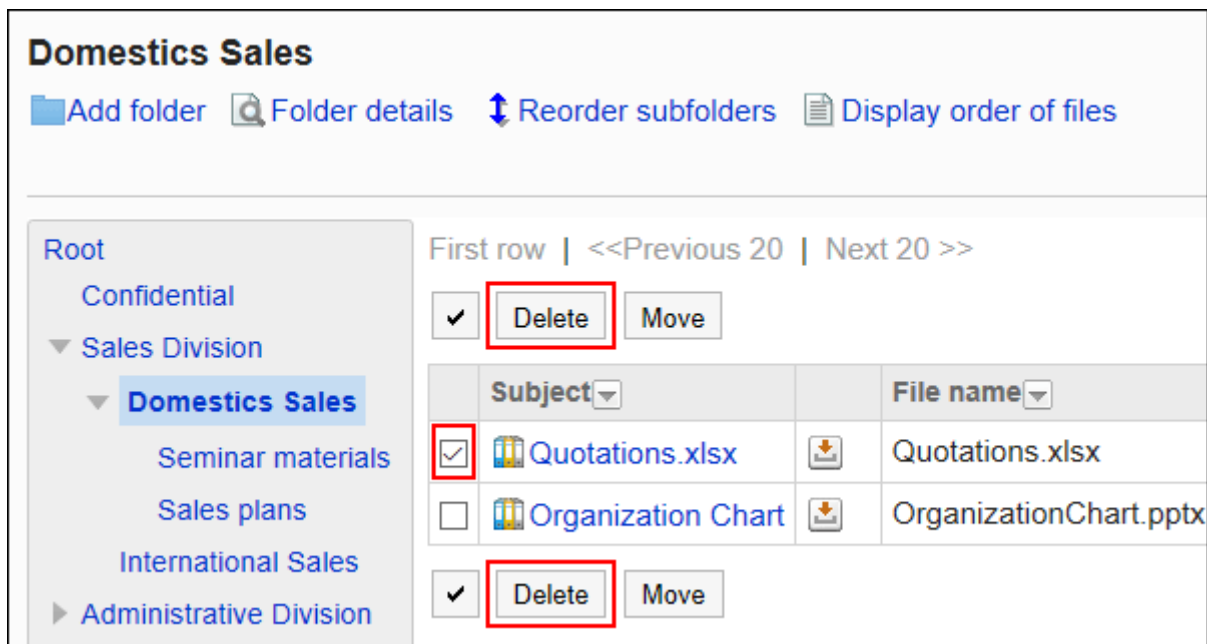 Domestics Sales
Add folder Folder details Reorder subfolders Display order of files
Root
Confidential
Sales Division
Domestics Sales
Seminar materials
Sales plans
International Sales
Administrative Division
First row | <<Previous 20 | Next 20 >>
Delete Move
Subject File name
Quotations.xlsx Quotations.xlsx
Organization Chart OrganizationChart.pptx
Delete Move